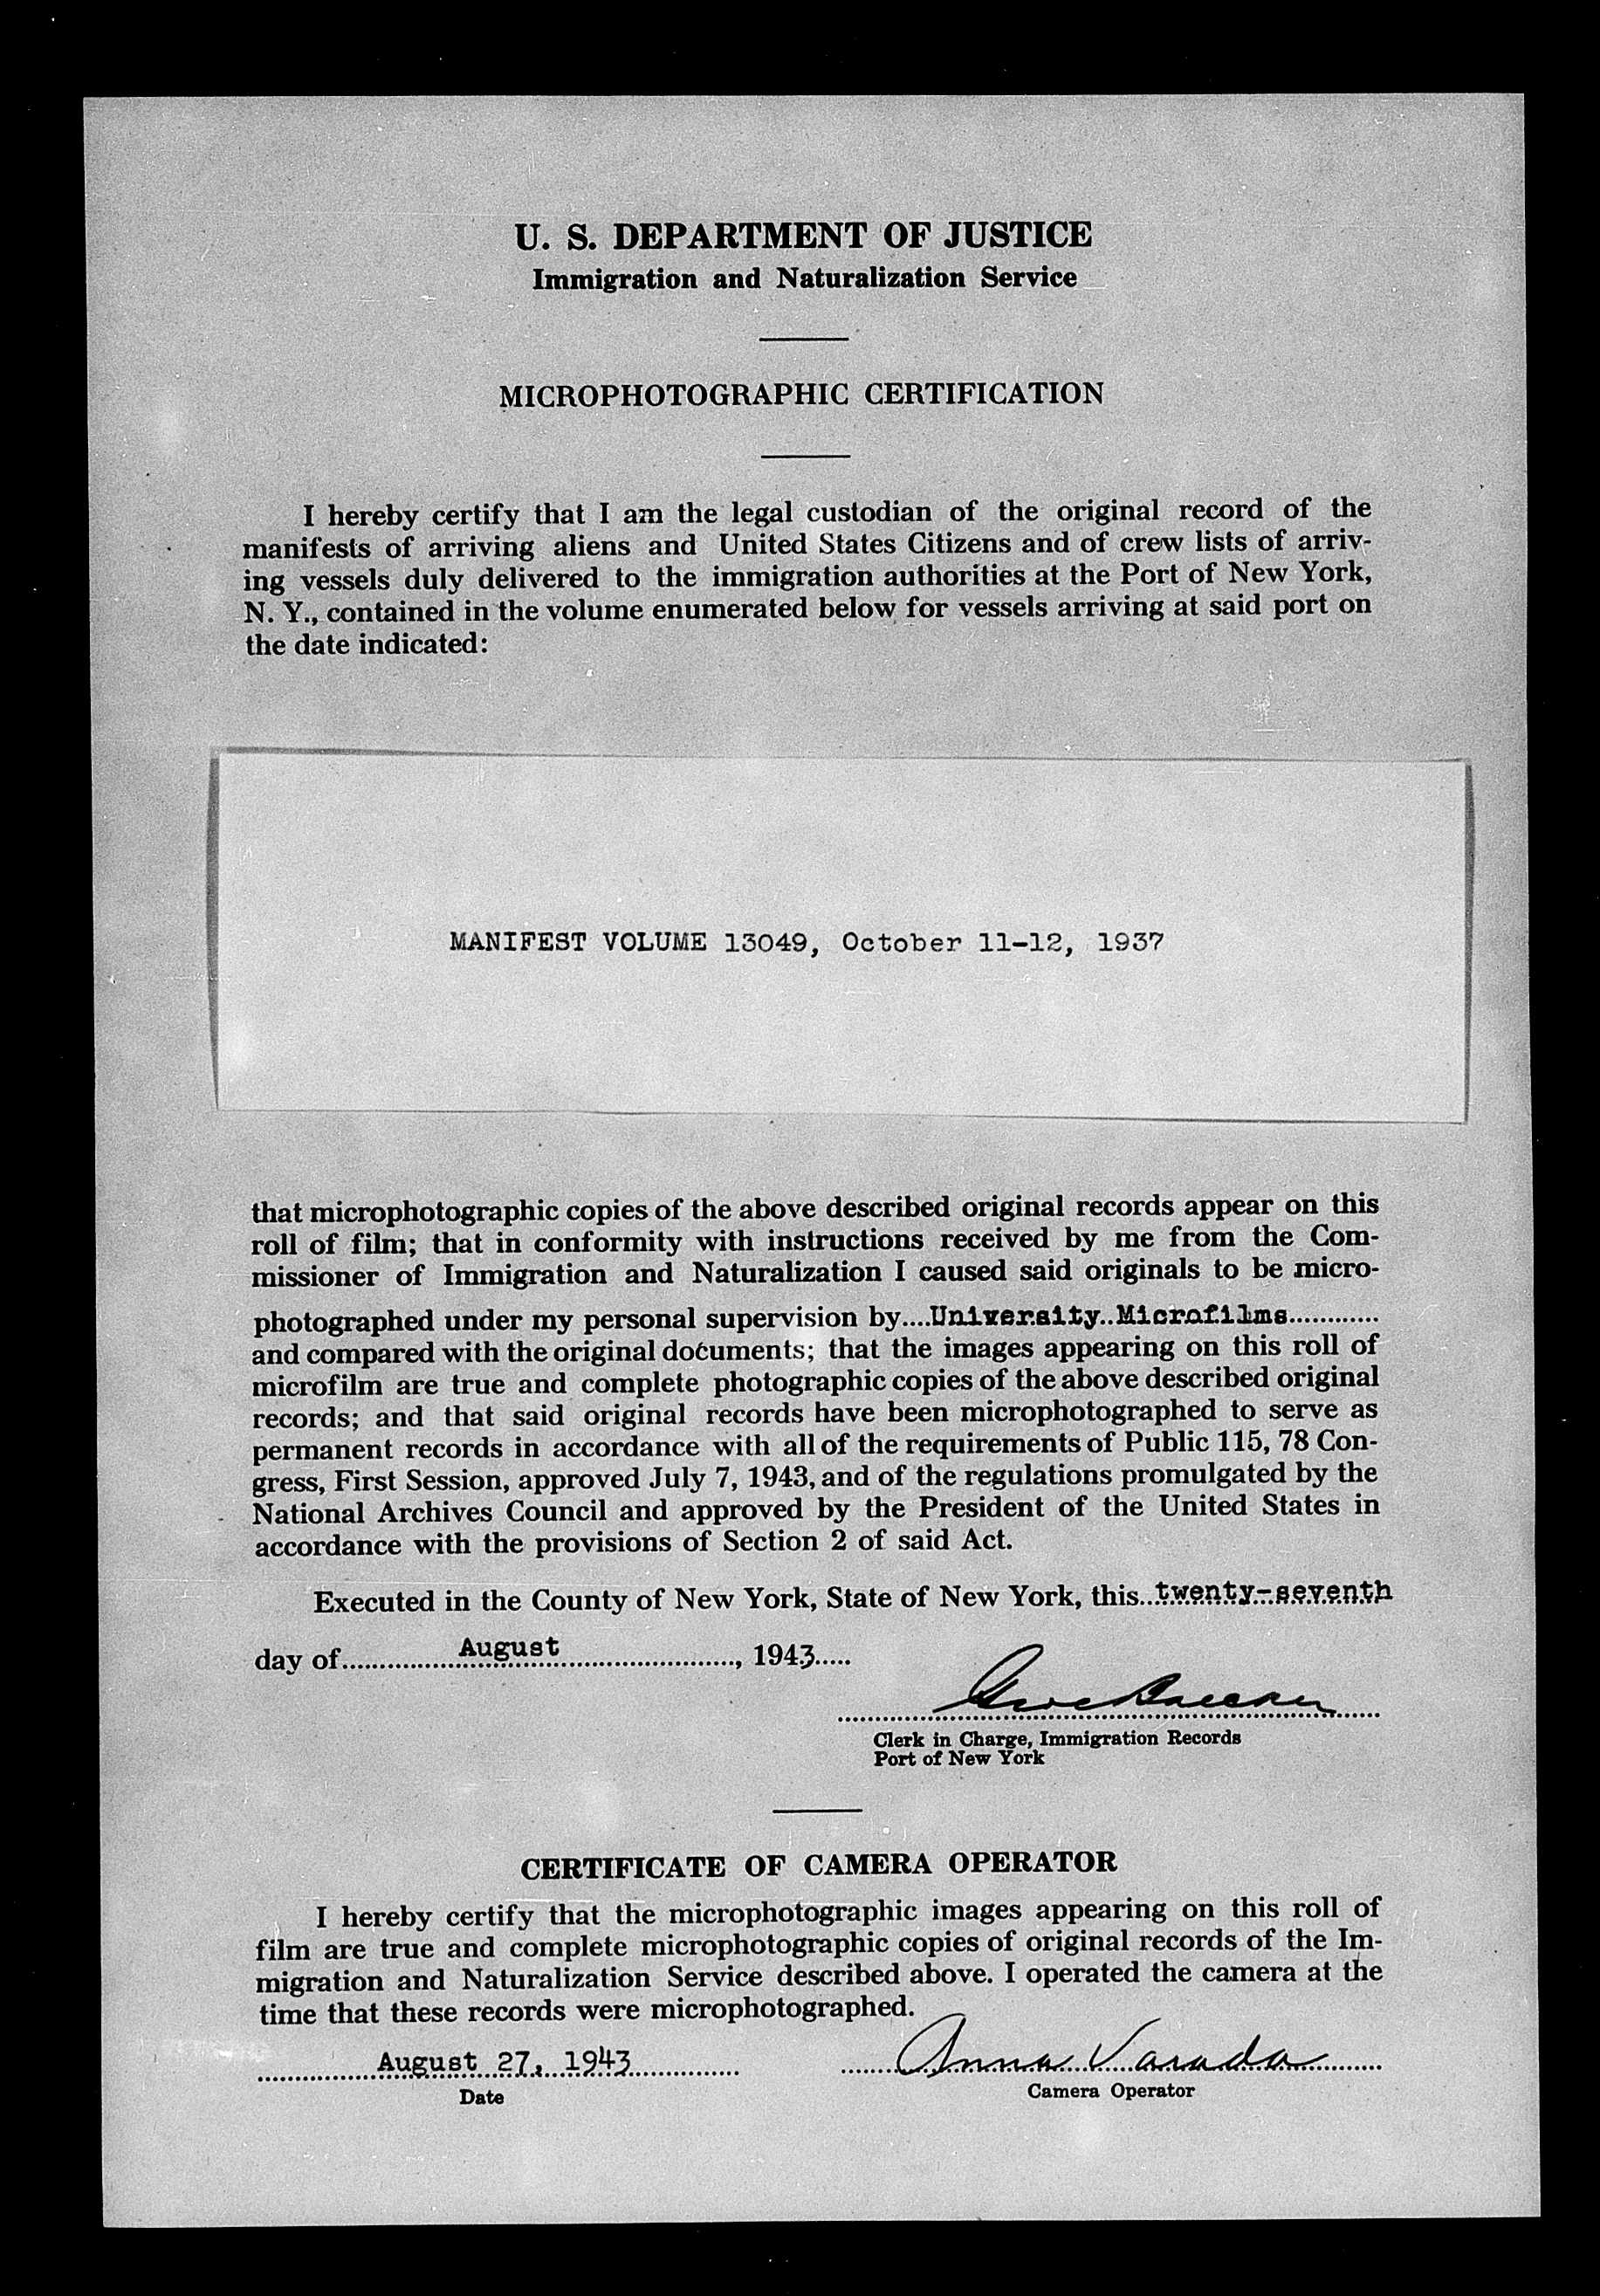 U. S. DEPARTMENT OF JUSTICE
Immigration and Naturalization Service
MICROPHOTOGRAPHIC CERTIFICATION
I hereby certify that I am the legal custodian of the original record of the
manifests of arriving aliens and United States Citizens and of crew lists of arriv-
ing vessels duly delivered to the immigration authorities at the Port of New York,
N. Y., contained in the volume enumerated below for vessels arriving at said port on
the date indicated:
MANIFEST VOLUME 13049, October 11-12, 1937
that microphotographic copies of the above described original records appear on this
roll of film; that in conformity with instructions received by me from the Com-
missioner of Immigration and Naturalization I caused said originals to be micro-
photographed under my personal supervision by....University Microfilms............
and compared with the original documents; that the images appearing on this roll of
microfilm are true and complete photographic copies of the above described original
records; and that said original records have been microphotographed to serve as
permanent records in accordance with all of the requirements of Public 115, 78 Con-
gress, First Session, approved July 7, 1943, and of the regulations promulgated by the
National Archives Council and approved by the President of the United States in
accordance with the provisions of Section 2 of said Act.
Executed in the County of New York, State of New York, this...twenty-seventh
day of................August............................, 1943.....
Clerk in Charge, Immigration Records
Port of New York
CERTIFICATE OF CAMERA OPERATOR
I hereby certify that the microphotographic images appearing on this roll of
film are true and complete microphotographic copies of original records of the Im-
migration and Naturalization Service described above. I operated the camera at the
time that these records were microphotographed.
August 27, 1943 Anna Varada
Date Camera Operator